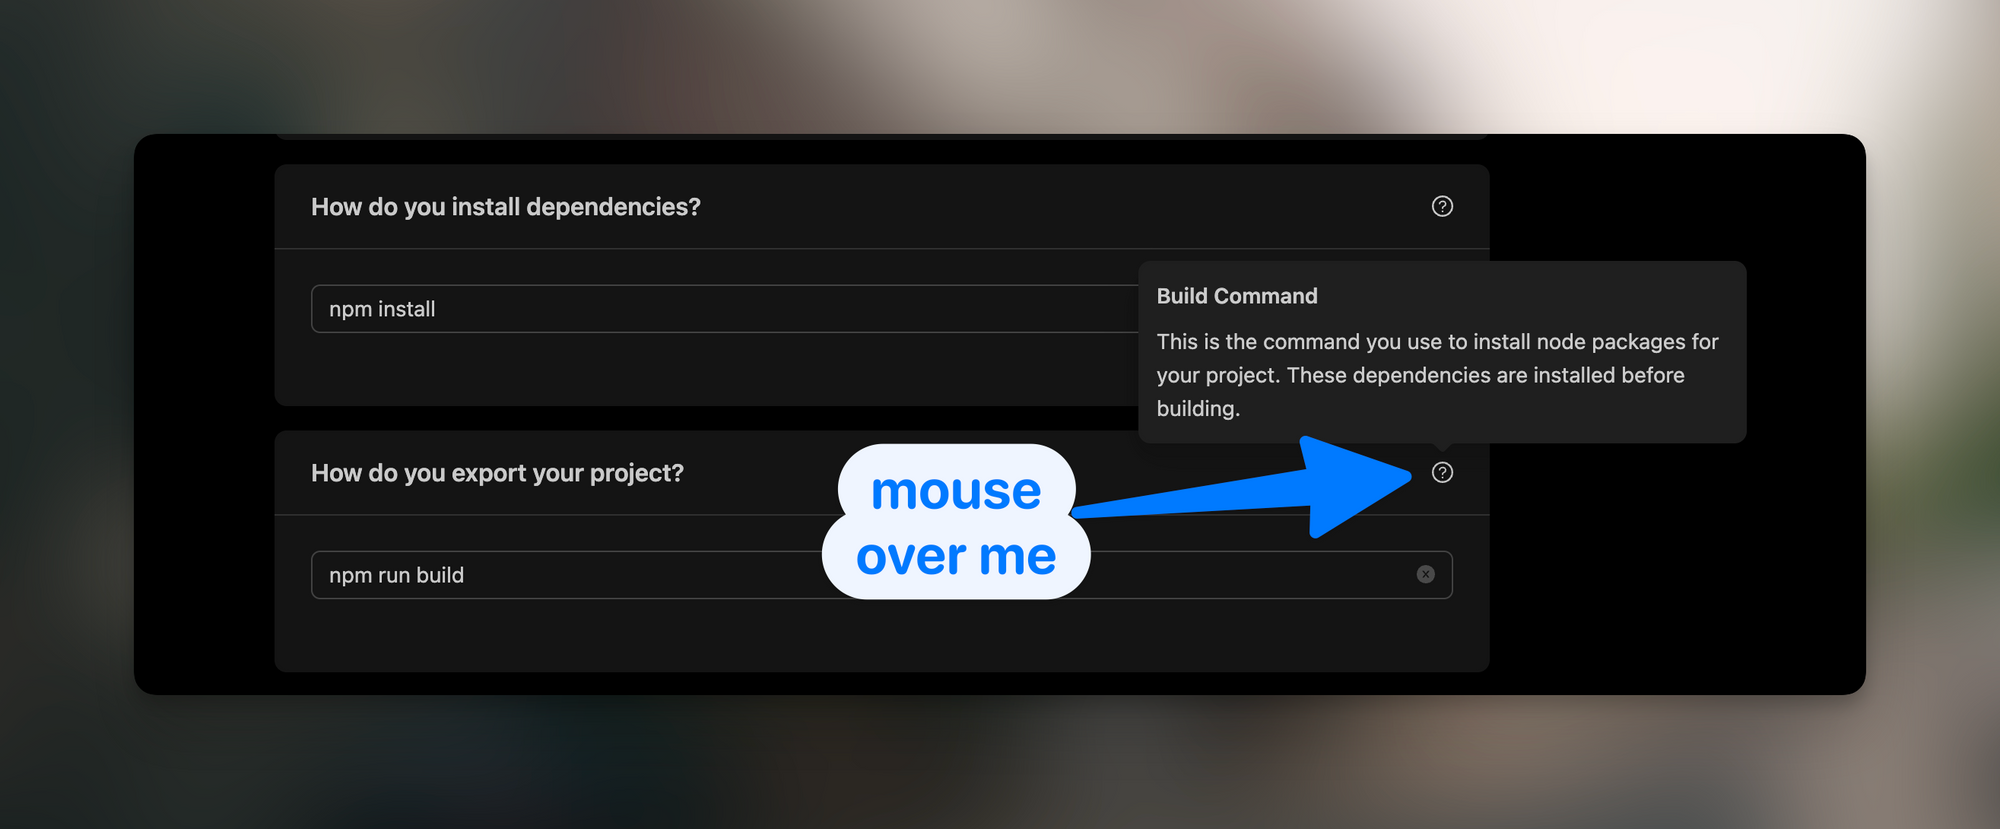 How do you install dependencies?
npm install
Build Command
This is the command you use to install node packages for
your project. These dependencies are installed before
building.
How do you export your project?
mouse
over me
npm run build